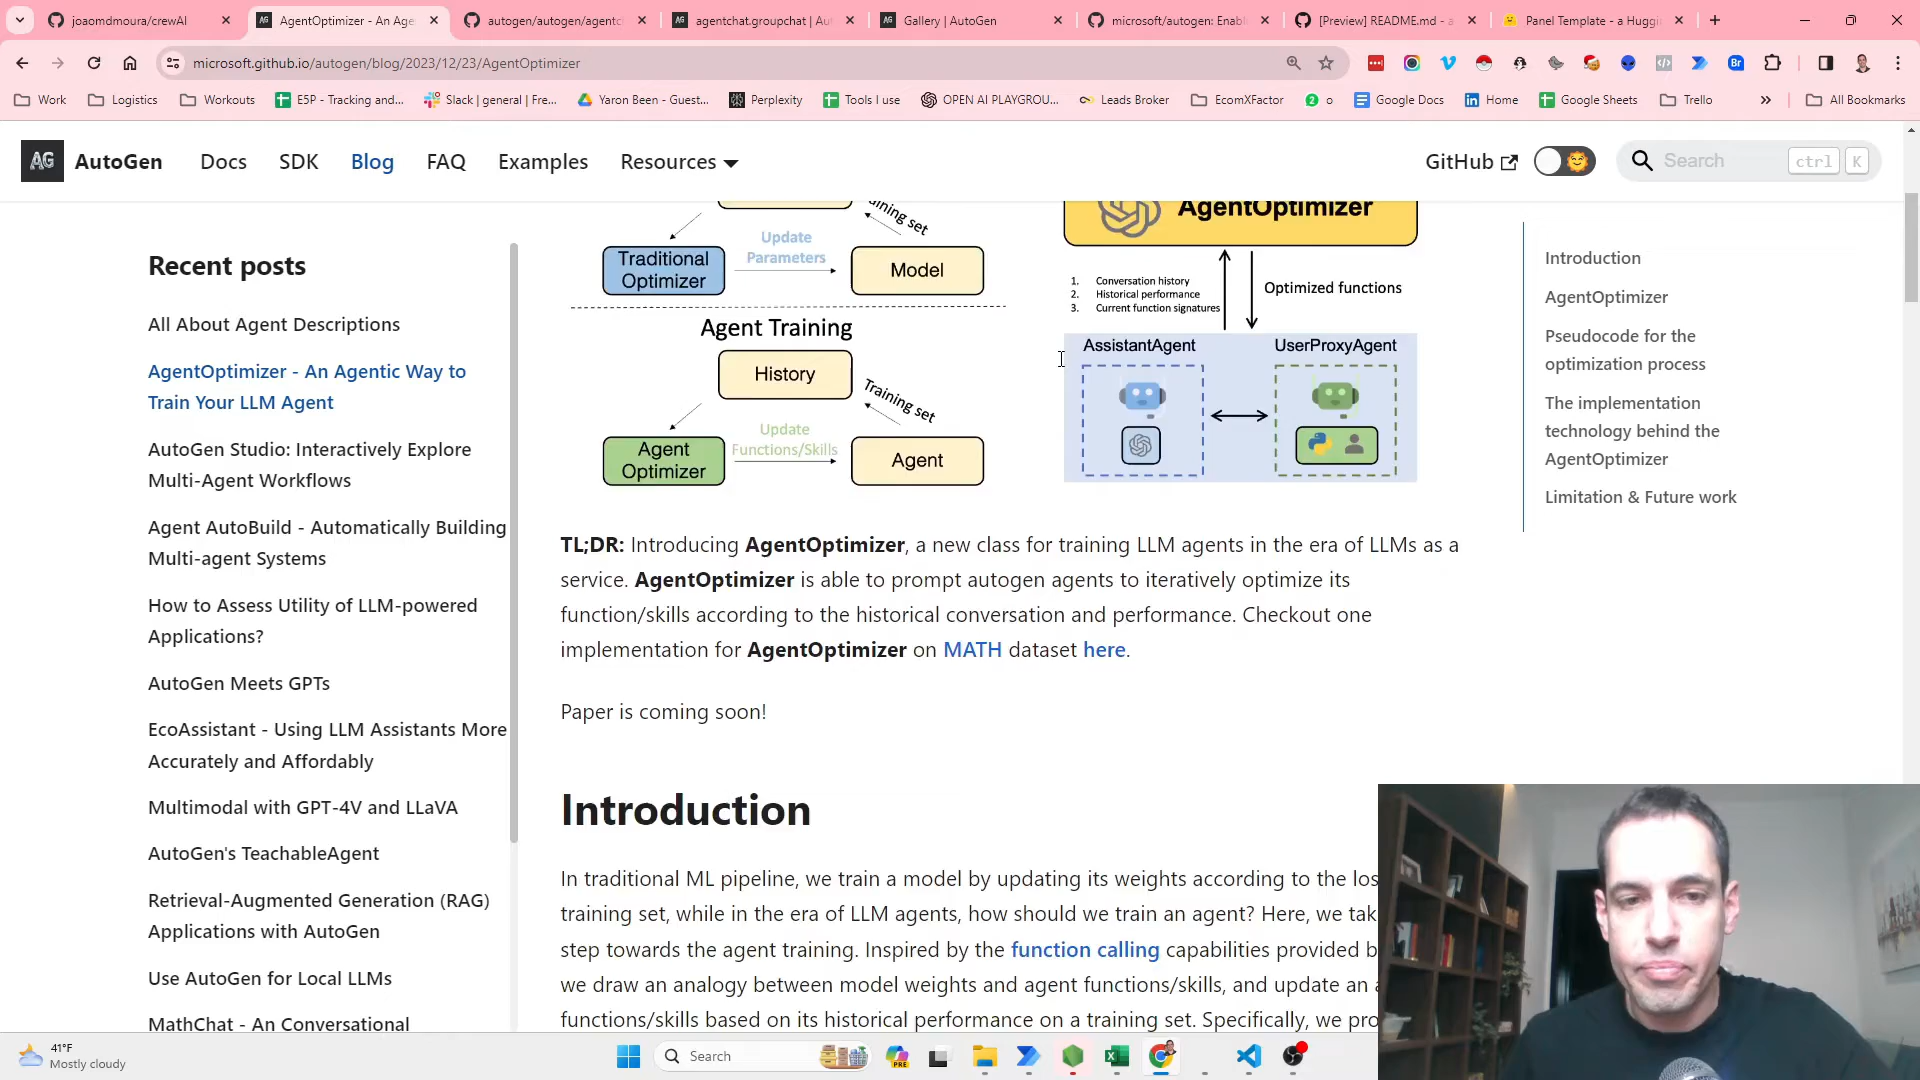 joaomdmoura/crewAI
AgentOptimizer - An Age
autogen/autogen/agentc
agentchat.groupchat | Au
Gallery | AutoGen
microsoft/autogen: Enabl
[Preview] README.md - a
Panel Template - a Huggi
microsoft.github.io/autogen/blog/2023/12/23/AgentOptimizer
Work
Logistics
Workouts
E5P - Tracking and...
Slack | general | Fre...
Yaron Been - Guest...
Perplexity
Tools I use
OPEN AI PLAYGROU...
Leads Broker
EcomXFactor
2 o
Google Docs
Home
Google Sheets
Trello
All Bookmarks
AG AutoGen
Docs
SDK
Blog
FAQ
Examples
Resources
GitHub
Search
ctrl K
Recent posts
All About Agent Descriptions
AgentOptimizer - An Agentic Way to
Train Your LLM Agent
AutoGen Studio: Interactively Explore
Multi-Agent Workflows
Agent AutoBuild - Automatically Building
Multi-agent Systems
How to Assess Utility of LLM-powered
Applications?
AutoGen Meets GPTs
EcoAssistant - Using LLM Assistants More
Accurately and Affordably
Multimodal with GPT-4V and LLaVA
AutoGen's TeachableAgent
Retrieval-Augmented Generation (RAG)
Applications with AutoGen
Use AutoGen for Local LLMs
MathChat - An Conversational
set
Traditional
Optimizer
Update
Parameters
Model
Agent Training
History
Training set
Agent
Optimizer
Update
Functions/Skills
Agent
AgentOptimizer
1. Conversation history
2. Historical performance
3. Current function signatures
Optimized functions
AssistantAgent
UserProxyAgent
TL;DR: Introducing AgentOptimizer, a new class for training LLM agents in the era of LLMs as a
service. AgentOptimizer is able to prompt autogen agents to iteratively optimize its
function/skills according to the historical conversation and performance. Checkout one
implementation for AgentOptimizer on MATH dataset here.
Paper is coming soon!
Introduction
In traditional ML pipeline, we train a model by updating its weights according to the los
training set, while in the era of LLM agents, how should we train an agent? Here, we tak
step towards the agent training. Inspired by the function calling capabilities provided b
we draw an analogy between model weights and agent functions/skills, and update an a
functions/skills based on its historical performance on a training set. Specifically, we pro
Introduction
AgentOptimizer
Pseudocode for the
optimization process
The implementation
technology behind the
AgentOptimizer
Limitation & Future work
41°F
Mostly cloudy
Search
PRE